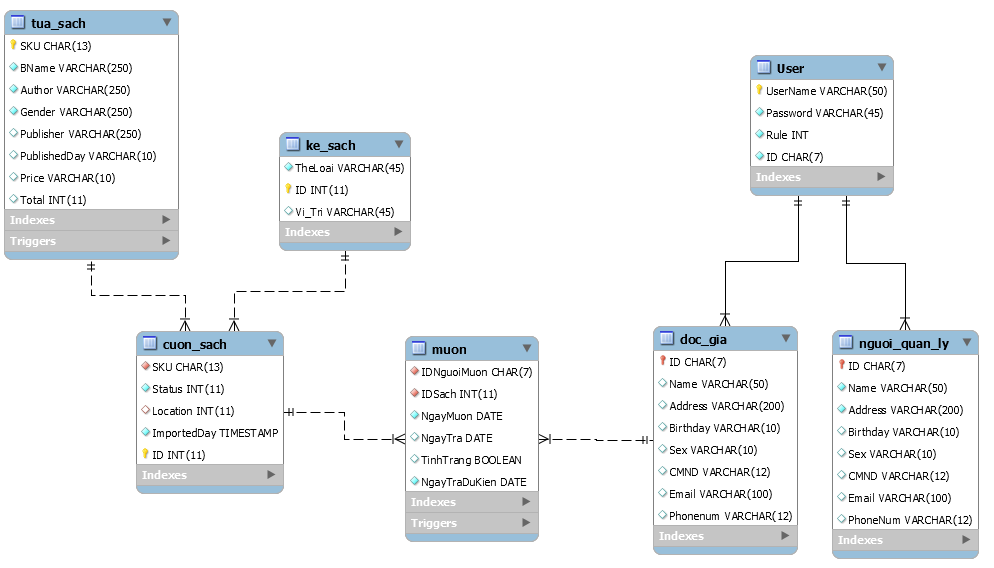 tua_sach
SKU CHAR(13)
BName VARCHAR(250)
Author VARCHAR(250)
Gender VARCHAR(250)
Publisher VARCHAR(250)
PublishedDay VARCHAR(10)
Price VARCHAR(10)
Total INT(11)
Indexes
Triggers
ke_sach
TheLoai VARCHAR(45)
ID INT(11)
Vi_Tri VARCHAR(45)
Indexes
User
UserName VARCHAR(50)
Password VARCHAR(45)
Rule INT
ID CHAR(7)
Indexes
cuon_sach
SKU CHAR(13)
Status INT(11)
Location INT(11)
ImportedDay TIMESTAMP
ID INT(11)
Indexes
muon
IDNguoiMuon CHAR(7)
IDSach INT(11)
NgayMuon DATE
NgayTra DATE
TinhTrang BOOLEAN
NgayTraDuKien DATE
Indexes
Triggers
doc_gia
ID CHAR(7)
Name VARCHAR(50)
Address VARCHAR(200)
Birthday VARCHAR(10)
Sex VARCHAR(10)
CMND VARCHAR(12)
Email VARCHAR(100)
Phonenum VARCHAR(12)
Indexes
nguoi_quan_ly
ID CHAR(7)
Name VARCHAR(50)
Address VARCHAR(200)
Birthday VARCHAR(10)
Sex VARCHAR(10)
CMND VARCHAR(12)
Email VARCHAR(100)
PhoneNum VARCHAR(12)
Indexes